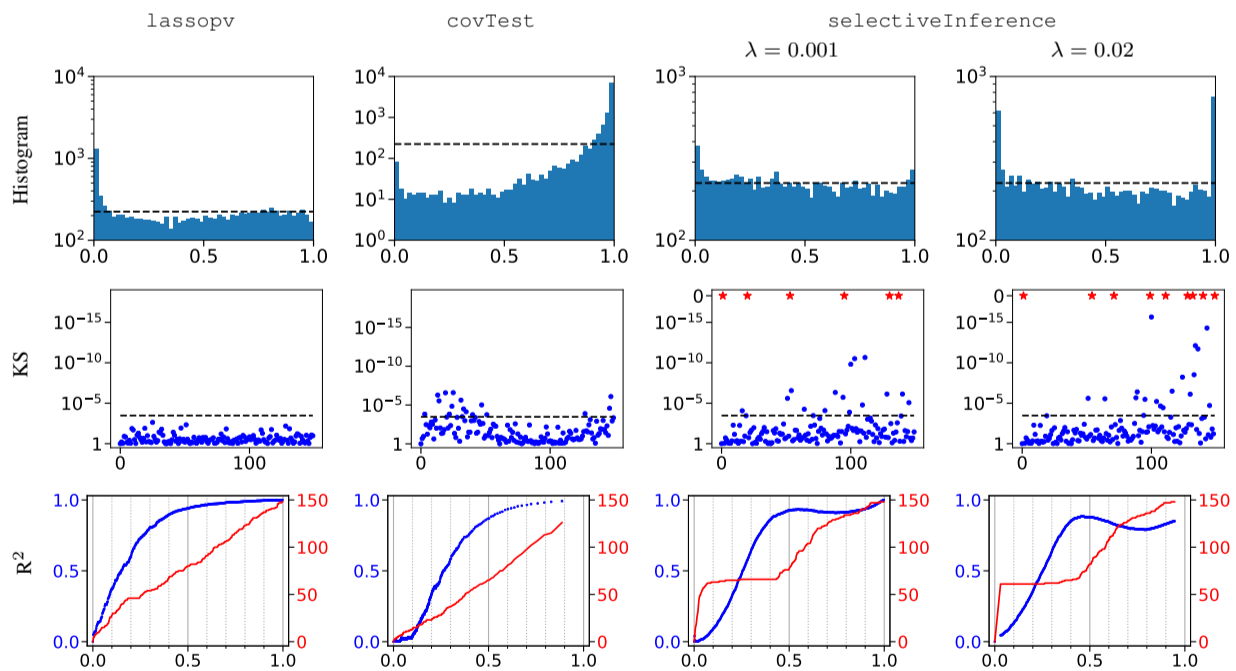 lassopv covTest selectiveInference
λ = 0.001 λ = 0.02
Histogram
10^4 10^4 10^3 10^3
10^3
10^3 10^2
10^1
10^2 10^0 10^2 10^2
0.0 0.5 1.0 0.0 0.5 1.0 0.0 0.5 1.0 0.0 0.5 1.0
KS
0 0
10^-15 10^-15 10^-15 10^-15
10^-10 10^-10 10^-10 10^-10
10^-5 10^-5 10^-5 10^-5
1 1 1 1
0 100 0 100 0 100 0 100
R^2
1.0 150 1.0 150 1.0 150 1.0 150
100 100 100 100
0.5 0.5 0.5 0.5
50 50 50 50
0.0 0 0.0 0 0.0 0 0.0 0
0.0 0.5 1.0 0.0 0.5 1.0 0.0 0.5 1.0 0.0 0.5 1.0